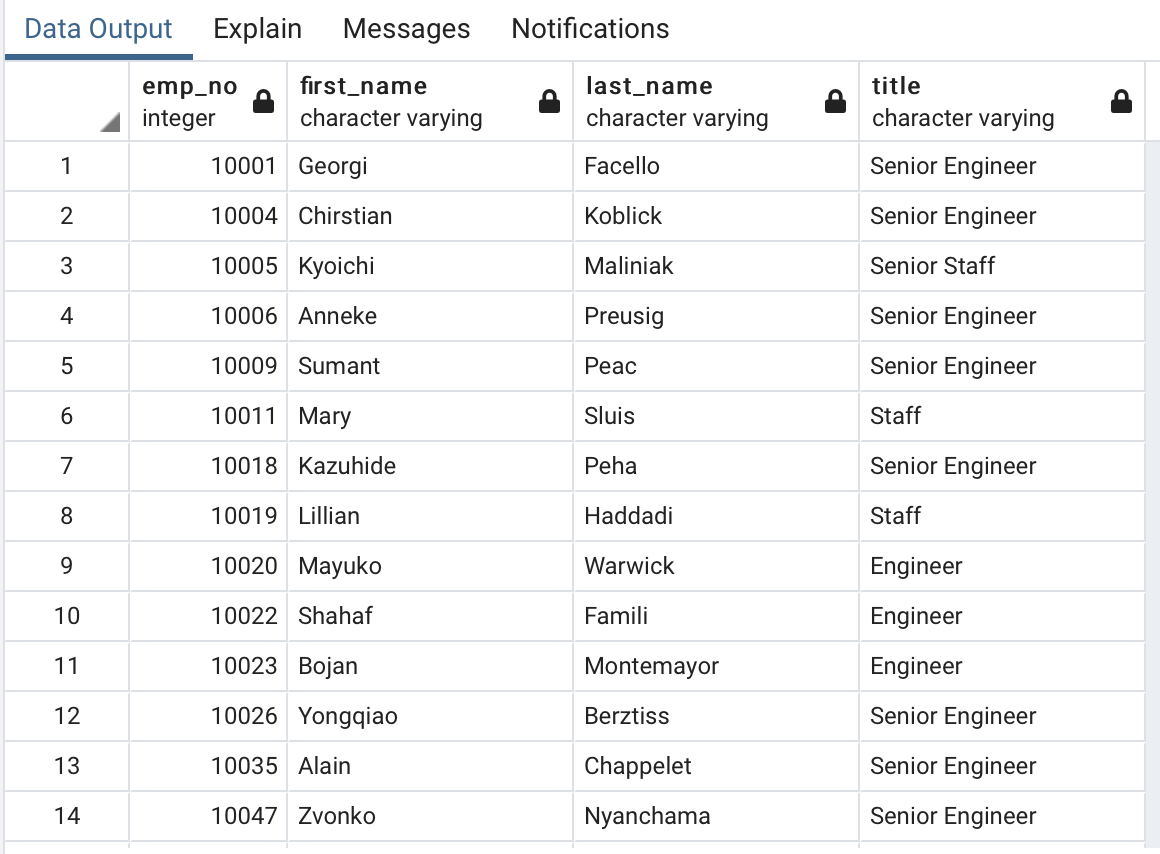 Data Output Explain Messages Notifications
emp_no first_name last_name title
integer character varying character varying character varying
1 10001 Georgi Facello Senior Engineer
2 10004 Chirstian Koblick Senior Engineer
3 10005 Kyoichi Maliniak Senior Staff
4 10006 Anneke Preusig Senior Engineer
5 10009 Sumant Peac Senior Engineer
6 10011 Mary Sluis Staff
7 10018 Kazuhide Peha Senior Engineer
8 10019 Lillian Haddadi Staff
9 10020 Mayuko Warwick Engineer
10 10022 Shahaf Famili Engineer
11 10023 Bojan Montemayor Engineer
12 10026 Yongqiao Berztiss Senior Engineer
13 10035 Alain Chappelet Senior Engineer
14 10047 Zvonko Nyanchama Senior Engineer